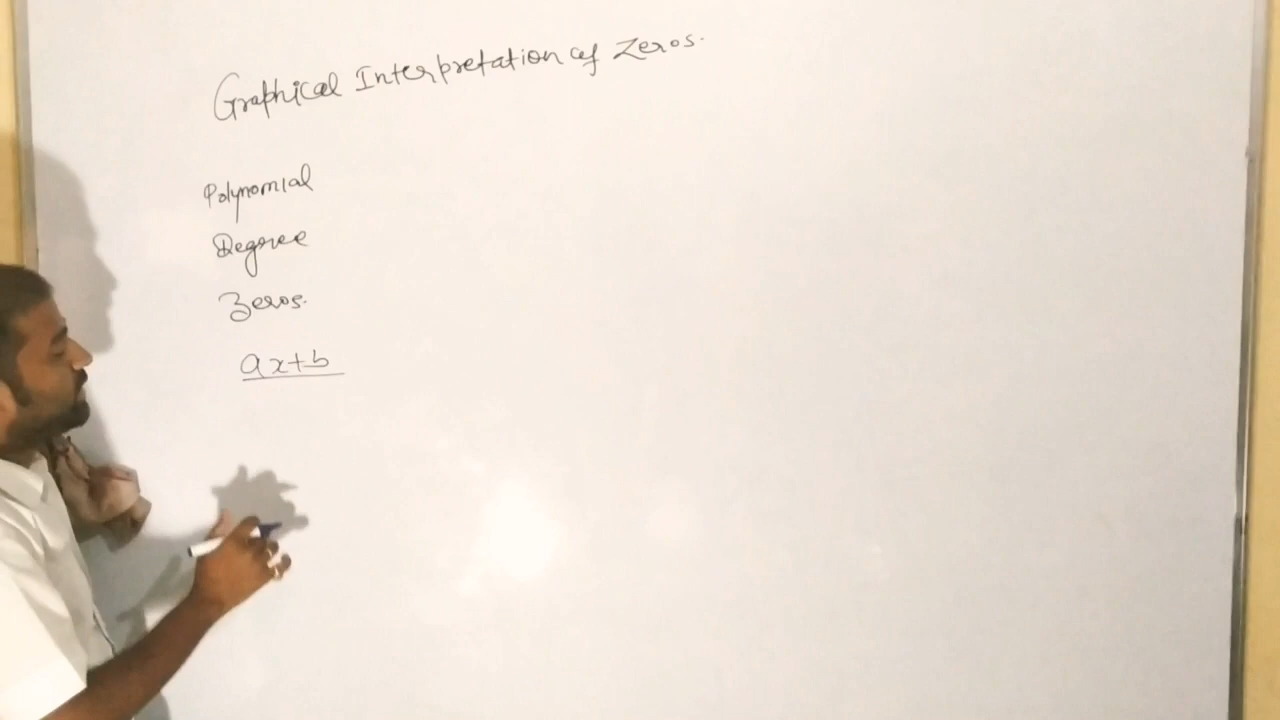 Graphical Interpretation of Zeros.
Polynomial
Degree
Zeros.
ax+b